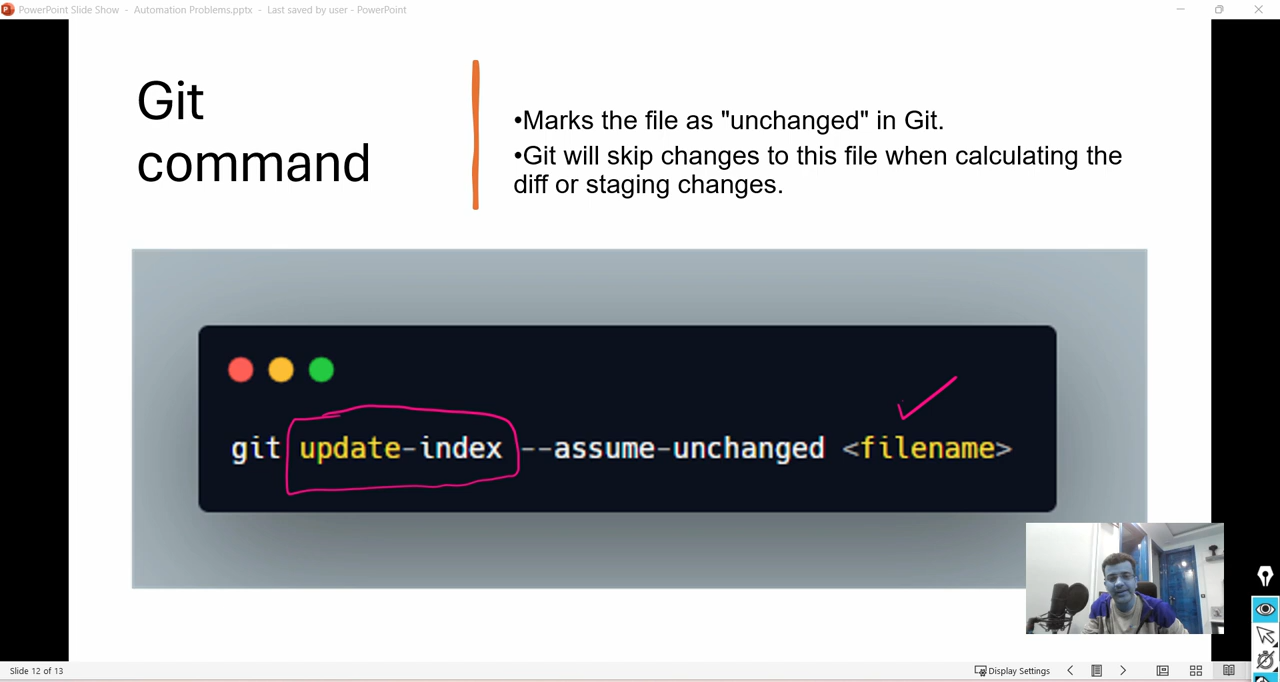 PowerPoint Slide Show - Automation Problems.pptx - Last saved by user - PowerPoint
Git
command
•Marks the file as "unchanged" in Git.
•Git will skip changes to this file when calculating the
diff or staging changes.
git update-index --assume-unchanged <filename>
Slide 12 of 13
Display Settings